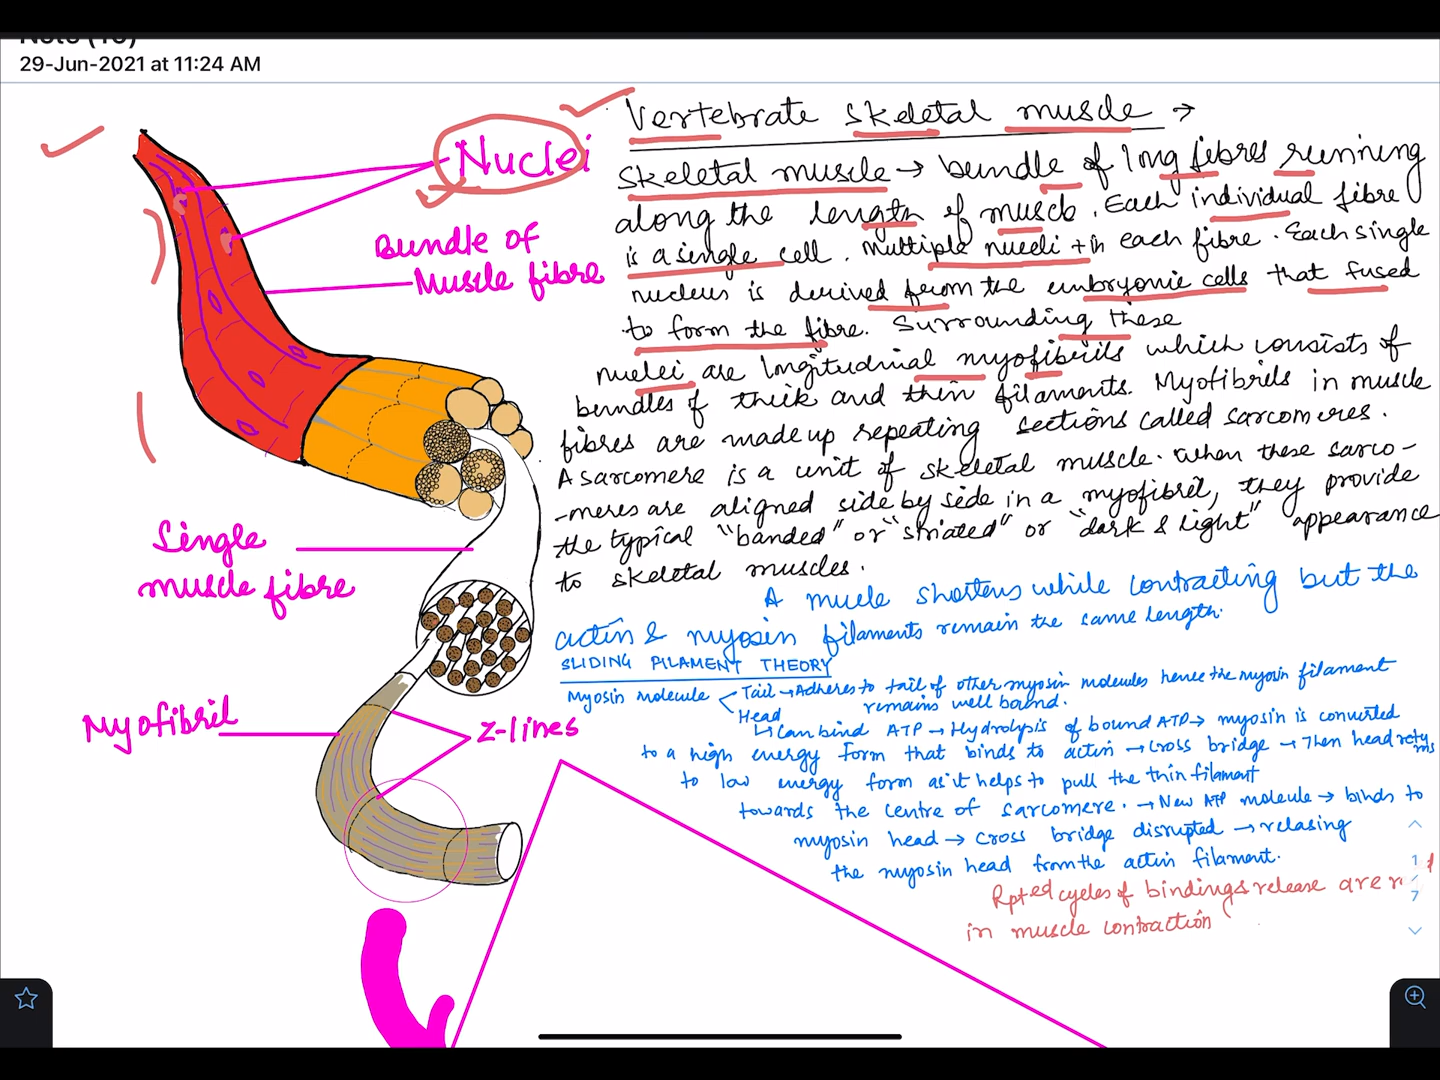 29-Jun-2021 at 11:24 AM
Vertebrate skeletal muscle →
Skeletal muscle → bundle of long fibres running
along the length of muscle. Each individual fibre
is a single cell. Multiple nuclei + in each fibre. Each single
nucleus is derived from the embryonic cells that fused
to form the fibre. Surrounding these
nuclei are longitudnial myofibrils which consists of
bundles of thick and thin filaments. Myofibrils in muscle
fibres are made up repeating sections called sarcomeres.
A sarcomere is a unit of skeletal muscle. When these sarco-
-meres are aligned side by side in a myofibril, they provide
the typical "banded" or "striated" or "dark & light" appearance
to skeletal muscles.
A mucle shortens while contracting but the
actin & myosin filaments remain the same length.
SLIDING FILAMENT THEORY
Myosin molecule Tail → Adheres to tail of other myosin molecules hence the myosin filament
remains well bound.
Head
↳ Can bind ATP → Hydrolysis of bound ATP → myosin is converted
to a high energy form that binds to actin → Cross bridge → Then head returns
to low energy form as it helps to pull the thin filament
towards the centre of sarcomere. → New ATP molecule → binds to
myosin head → Cross bridge disrupted → relasing
the myosin head from the actin filament.
Rpted cycles of binding & release are
in muscle contraction
Nuclei
Bundle of
Muscle fibre
Single
muscle fibre
Myofibril
Z-lines
1
7